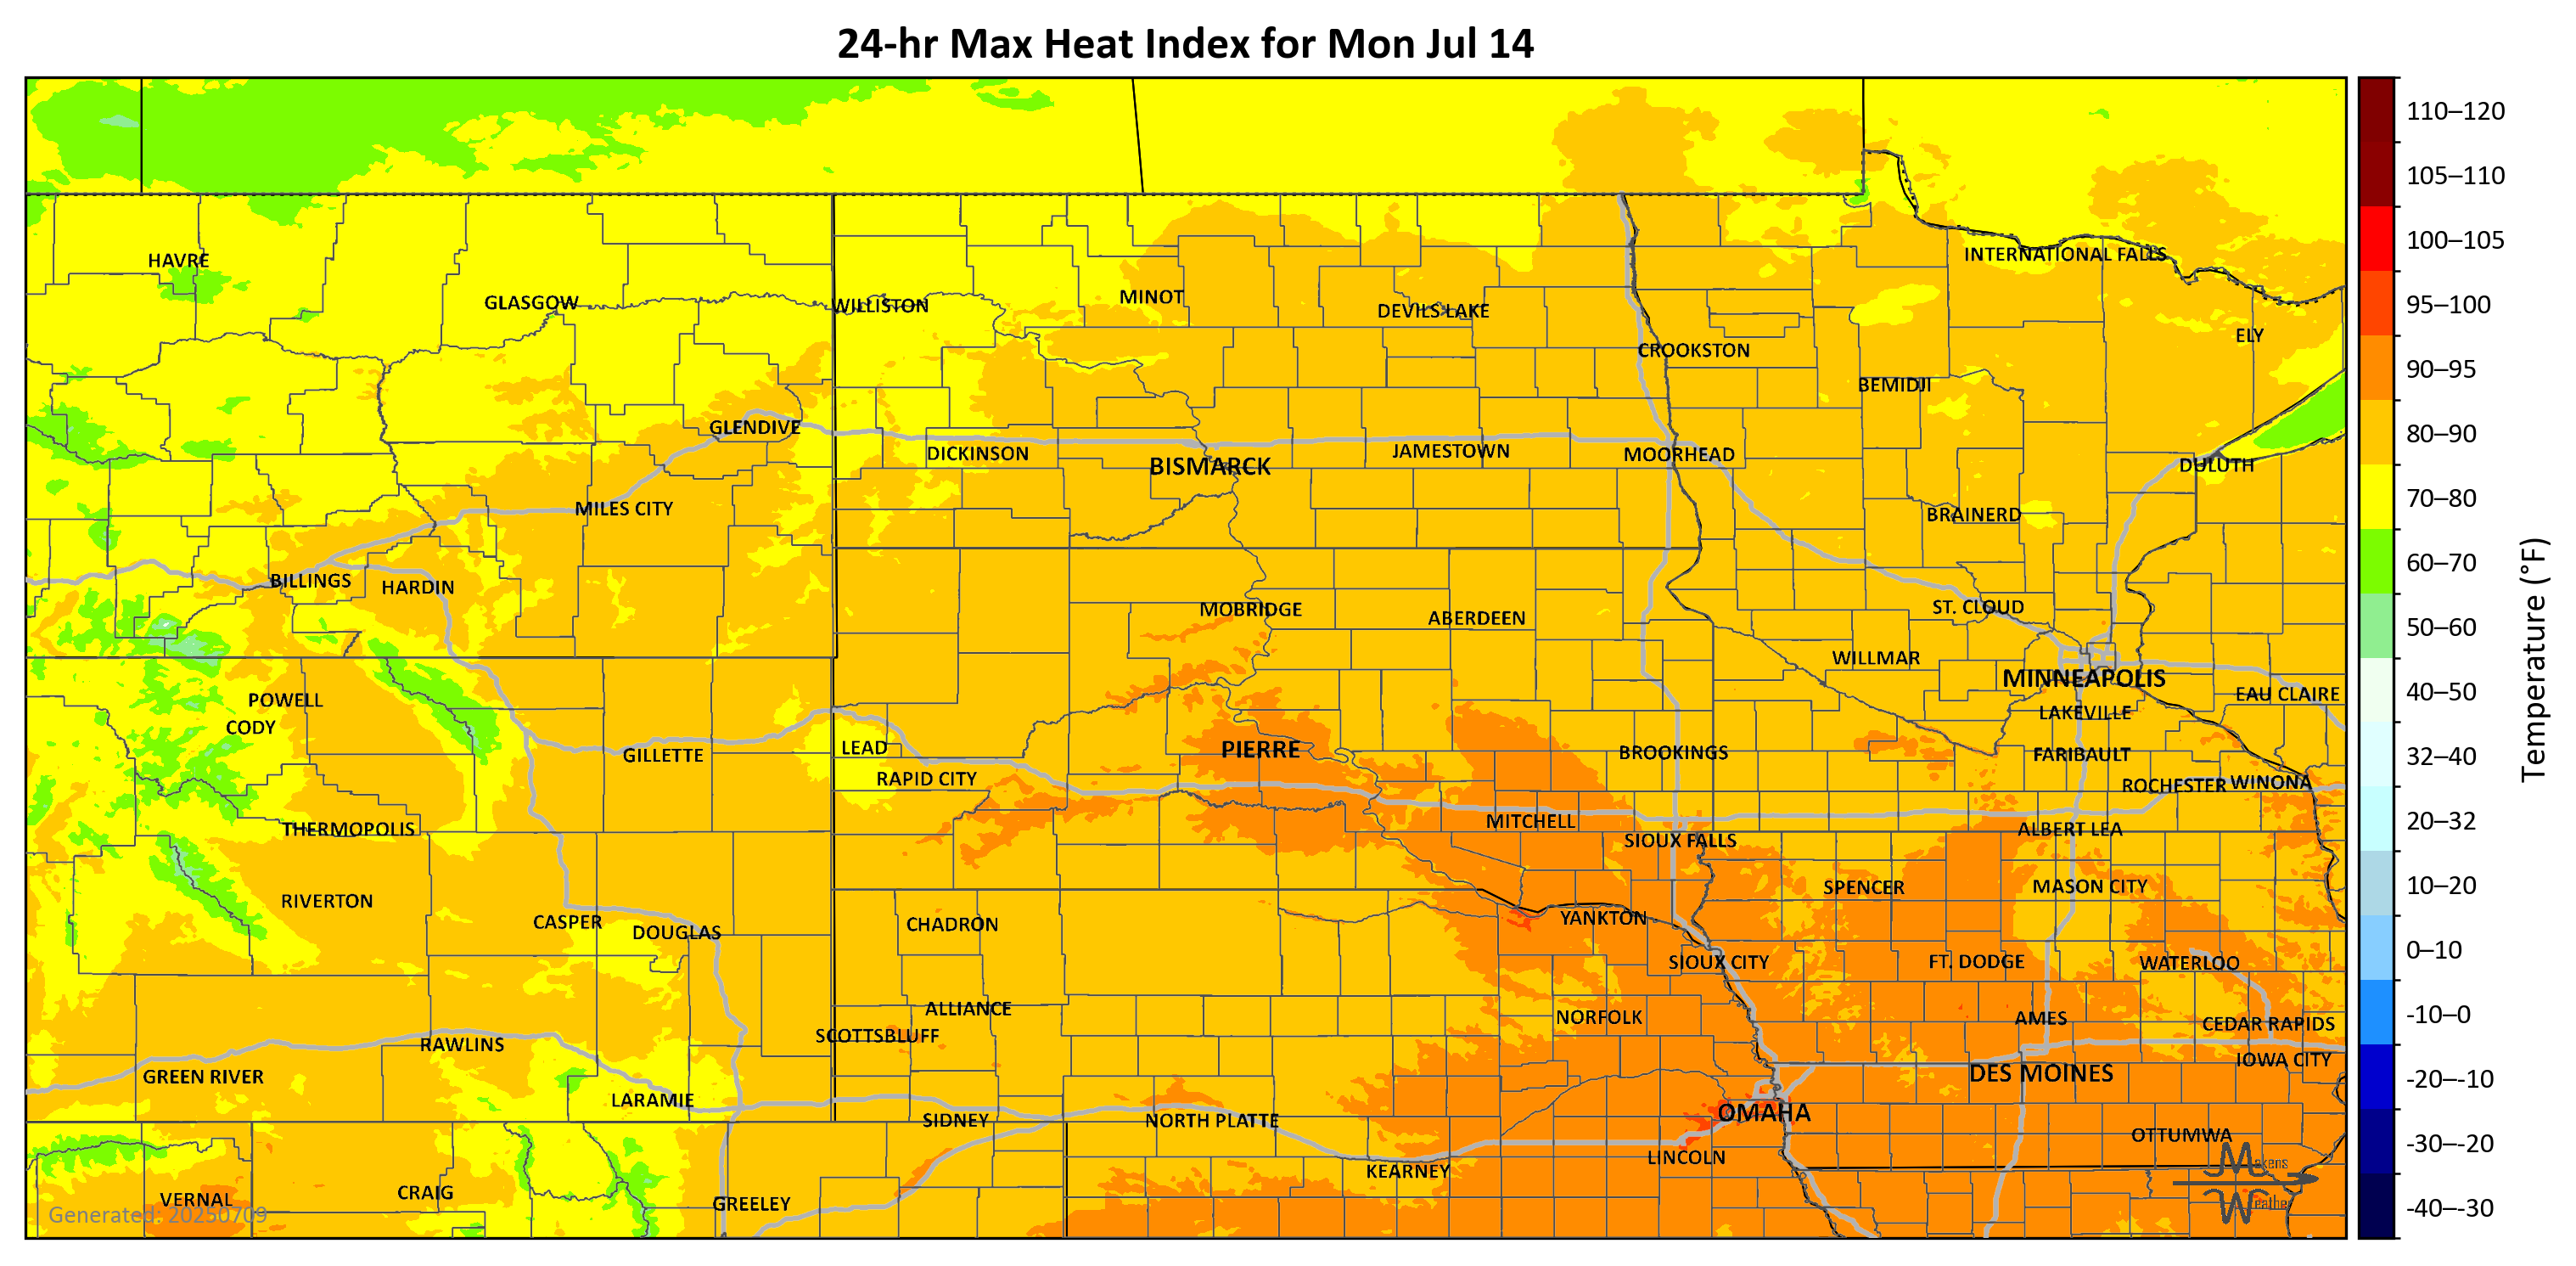 24-hr Max Heat Index for Mon Jul 14
110–120
105–110
100–105
95–100
90–95
80–90
70–80
60–70
50–60
40–50
32–40
20–32
10–20
0–10
-10–0
-20–-10
-30–-20
-40–-30
Temperature (°F)
HAVRE
GLASGOW
WILLISTON
MINOT
DEVILS LAKE
INTERNATIONAL FALLS
ELY
CROOKSTON
BEMIDJI
GLENDIVE
DICKINSON
BISMARCK
JAMESTOWN
MOORHEAD
DULUTH
MILES CITY
BRAINERD
BILLINGS
HARDIN
MOBRIDGE
ABERDEEN
ST. CLOUD
WILLMAR
MINNEAPOLIS
EAU CLAIRE
POWELL
CODY
LAKEVILLE
GILLETTE
LEAD
PIERRE
BROOKINGS
FARIBAULT
RAPID CITY
ROCHESTER
WINONA
THERMOPOLIS
MITCHELL
SIOUX FALLS
ALBERT LEA
RIVERTON
SPENCER
MASON CITY
CASPER
DOUGLAS
CHADRON
YANKTON
SIOUX CITY
FT. DODGE
WATERLOO
ALLIANCE
SCOTTSBLUFF
NORFOLK
AMES
CEDAR RAPIDS
RAWLINS
IOWA CITY
GREEN RIVER
DES MOINES
LARAMIE
SIDNEY
NORTH PLATTE
OMAHA
OTTUMWA
LINCOLN
KEARNEY
VERNAL
CRAIG
GREELEY
Generated: 20250709
Makens
Weather